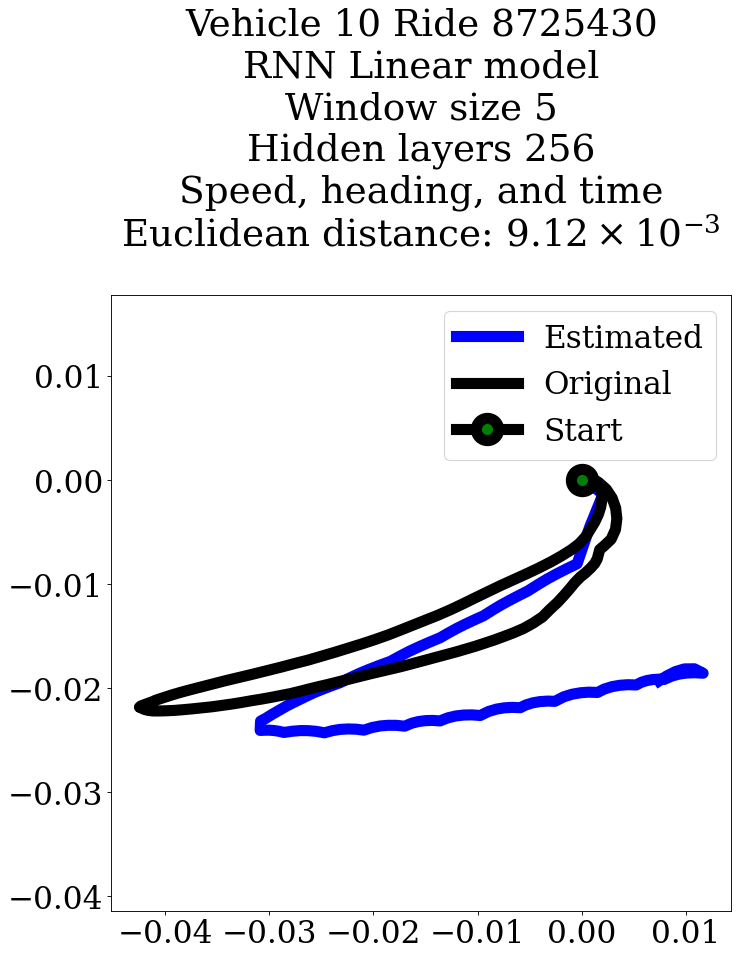 Vehicle 10 Ride 8725430
RNN Linear model
Window size 5
Hidden layers 256
Speed, heading, and time
Euclidean distance: 9.12 × 10⁻³
Estimated
Original
Start
0.01
0.00
−0.01
−0.02
−0.03
−0.04
−0.04 −0.03 −0.02 −0.01 0.00 0.01